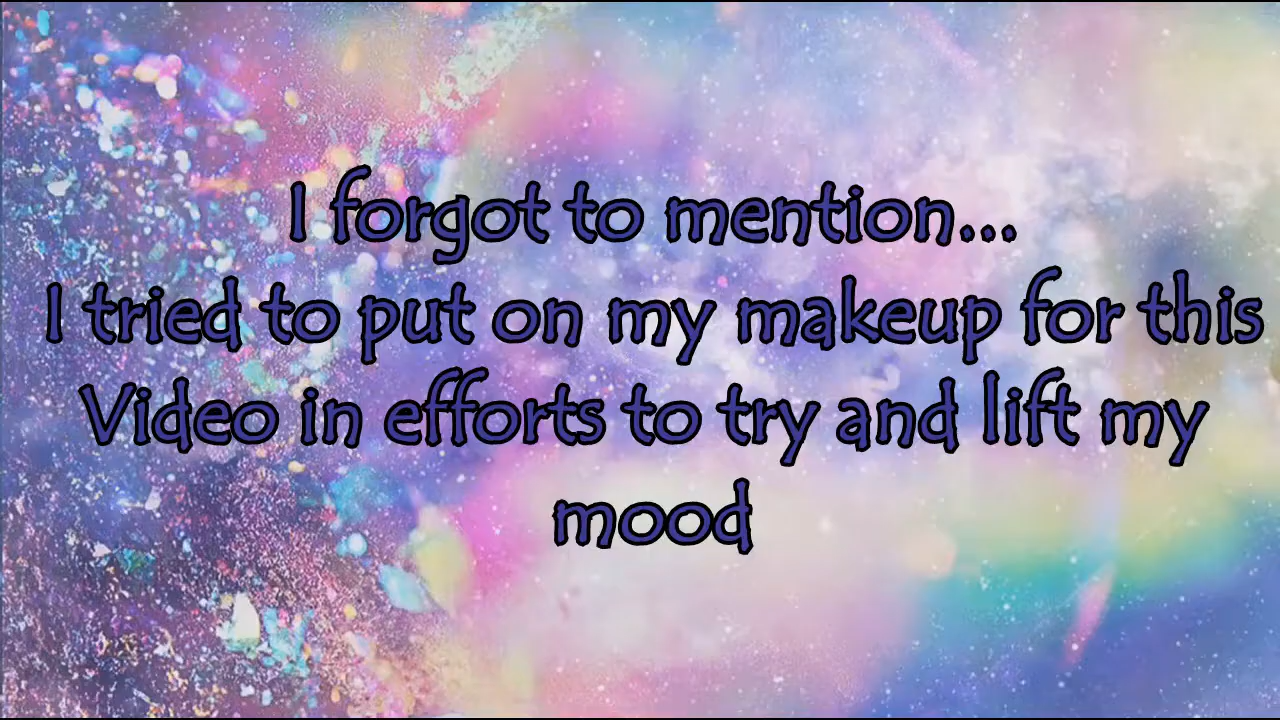 I forgot to mention...
I tried to put on my makeup for this
Video in efforts to try and lift my
mood